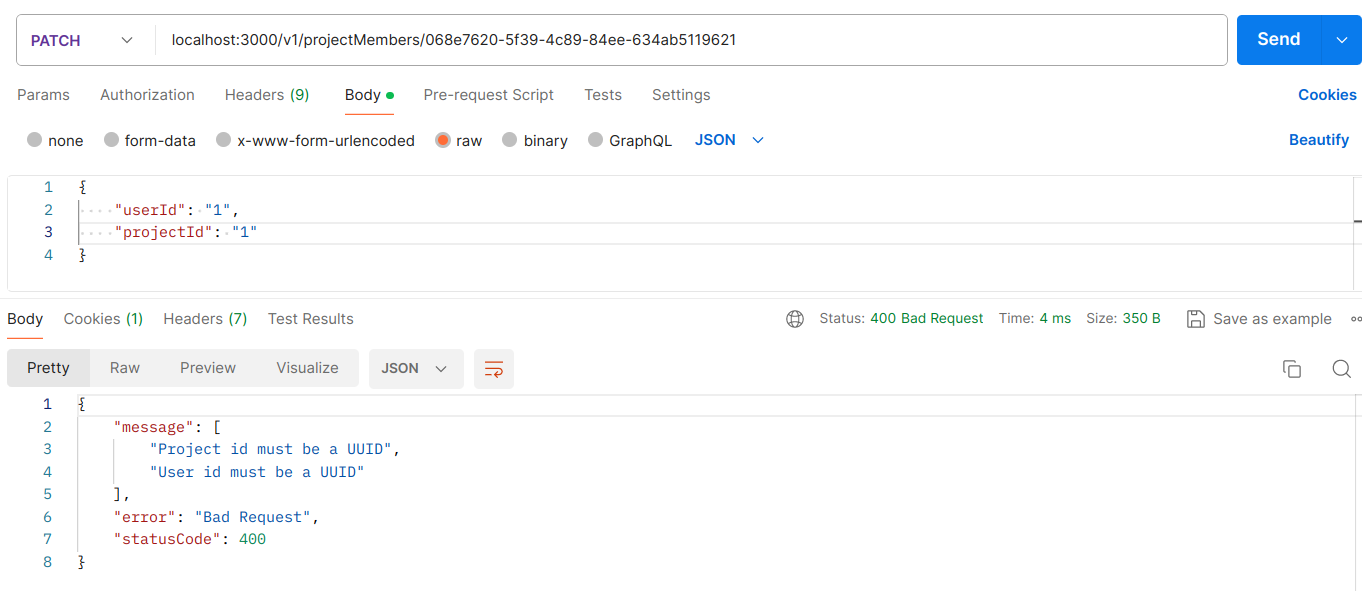 PATCH localhost:3000/v1/projectMembers/068e7620-5f39-4c89-84ee-634ab5119621 Send
Params Authorization Headers (9) Body Pre-request Script Tests Settings Cookies
none form-data x-www-form-urlencoded raw binary GraphQL JSON Beautify
1 {
2 "userId": "1",
3 "projectId": "1"
4 }
Body Cookies (1) Headers (7) Test Results Status: 400 Bad Request Time: 4 ms Size: 350 B Save as example
Pretty Raw Preview Visualize JSON
1 {
2 "message": [
3 "Project id must be a UUID",
4 "User id must be a UUID"
5 ],
6 "error": "Bad Request",
7 "statusCode": 400
8 }